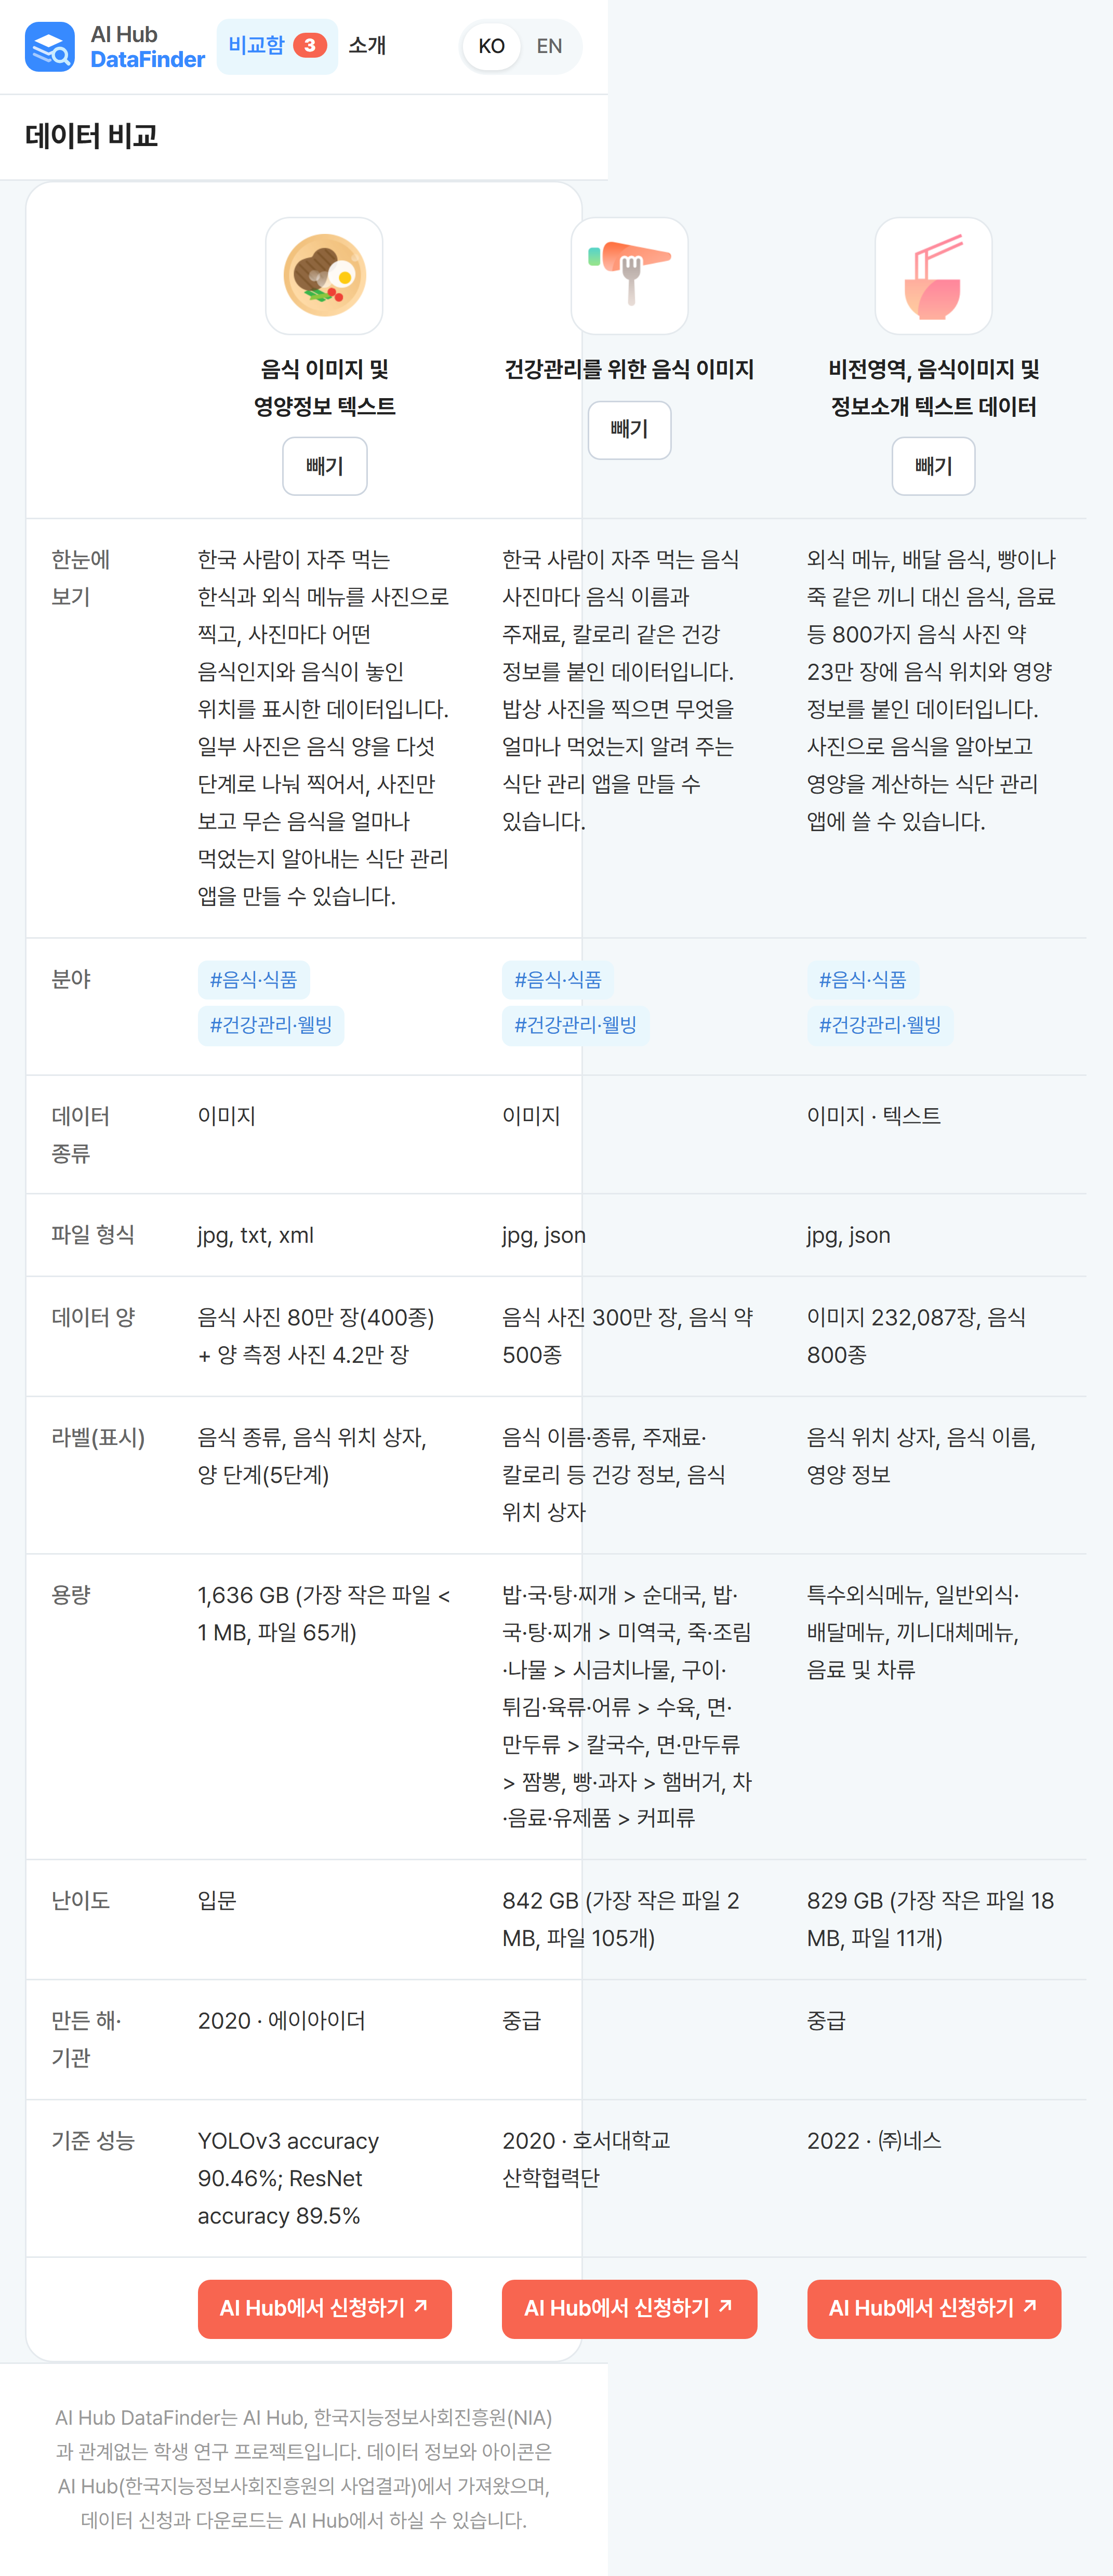 AI Hub
DataFinder
비교함 3 소개
KO EN
데이터 비교
음식 이미지 및
영양정보 텍스트
빼기
건강관리를 위한 음식 이미지
빼기
비전영역, 음식이미지 및
정보소개 텍스트 데이터
빼기
한눈에
보기
한국 사람이 자주 먹는
한식과 외식 메뉴를 사진으로
찍고, 사진마다 어떤
음식인지와 음식이 놓인
위치를 표시한 데이터입니다.
일부 사진은 음식 양을 다섯
단계로 나눠 찍어서, 사진만
보고 무슨 음식을 얼마나
먹었는지 알아내는 식단 관리
앱을 만들 수 있습니다.
한국 사람이 자주 먹는 음식
사진마다 음식 이름과
주재료, 칼로리 같은 건강
정보를 붙인 데이터입니다.
밥상 사진을 찍으면 무엇을
얼마나 먹었는지 알려 주는
식단 관리 앱을 만들 수
있습니다.
외식 메뉴, 배달 음식, 빵이나
죽 같은 끼니 대신 음식, 음료
등 800가지 음식 사진 약
23만 장에 음식 위치와 영양
정보를 붙인 데이터입니다.
사진으로 음식을 알아보고
영양을 계산하는 식단 관리
앱에 쓸 수 있습니다.
분야
#음식·식품
#건강관리·웰빙
#음식·식품
#건강관리·웰빙
#음식·식품
#건강관리·웰빙
데이터
종류
이미지
이미지
이미지 · 텍스트
파일 형식
jpg, txt, xml
jpg, json
jpg, json
데이터 양
음식 사진 80만 장(400종)
+ 양 측정 사진 4.2만 장
음식 사진 300만 장, 음식 약
500종
이미지 232,087장, 음식
800종
라벨(표시)
음식 종류, 음식 위치 상자,
양 단계(5단계)
음식 이름·종류, 주재료·
칼로리 등 건강 정보, 음식
위치 상자
음식 위치 상자, 음식 이름,
영양 정보
용량
1,636 GB (가장 작은 파일 <
1 MB, 파일 65개)
밥·국·탕·찌개 > 순대국, 밥·
국·탕·찌개 > 미역국, 죽·조림
·나물 > 시금치나물, 구이·
튀김·육류·어류 > 수육, 면·
만두류 > 칼국수, 면·만두류
> 짬뽕, 빵·과자 > 햄버거, 차
·음료·유제품 > 커피류
특수외식메뉴, 일반외식·
배달메뉴, 끼니대체메뉴,
음료 및 차류
난이도
입문
842 GB (가장 작은 파일 2
MB, 파일 105개)
829 GB (가장 작은 파일 18
MB, 파일 11개)
만든 해·
기관
2020 · 에이아이더
중급
중급
기준 성능
YOLOv3 accuracy
90.46%; ResNet
accuracy 89.5%
2020 · 호서대학교
산학협력단
2022 · ㈜네스
AI Hub에서 신청하기 ↗
AI Hub에서 신청하기 ↗
AI Hub에서 신청하기 ↗
AI Hub DataFinder는 AI Hub, 한국지능정보사회진흥원(NIA)
과 관계없는 학생 연구 프로젝트입니다. 데이터 정보와 아이콘은
AI Hub(한국지능정보사회진흥원의 사업결과)에서 가져왔으며,
데이터 신청과 다운로드는 AI Hub에서 하실 수 있습니다.